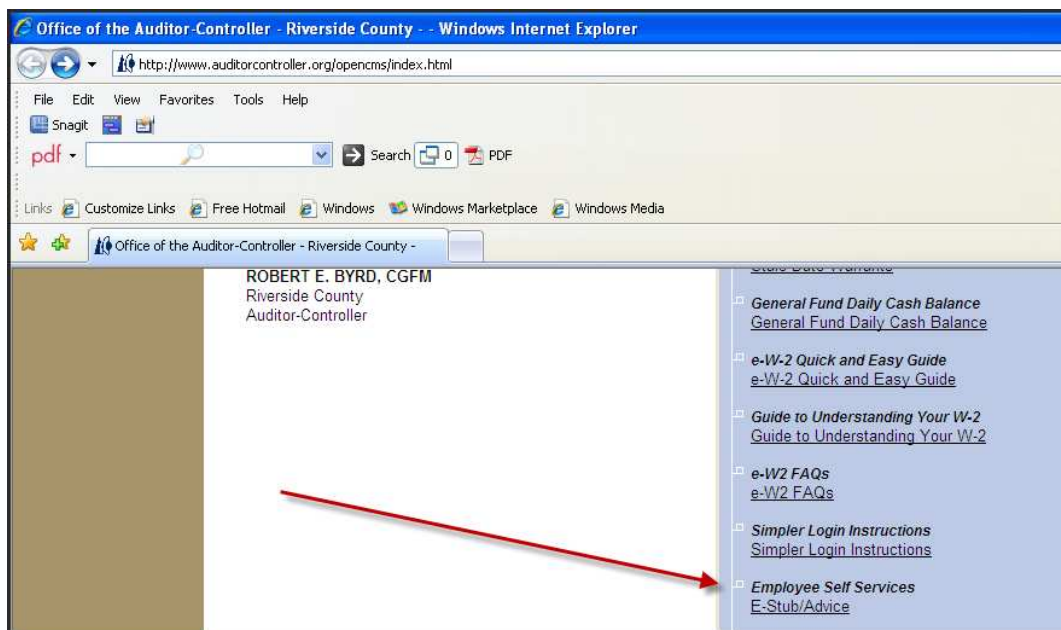 Office of the Auditor-Controller - Riverside County - - Windows Internet Explorer
http://www.auditorcontroller.org/opencms/index.html
File Edit View Favorites Tools Help
Snagit
pdf Search 0 PDF
Links Customize Links Free Hotmail Windows Windows Marketplace Windows Media
Office of the Auditor-Controller - Riverside County -
ROBERT E. BYRD, CGFM
Riverside County
Auditor-Controller
Stale Date Warrants
General Fund Daily Cash Balance
General Fund Daily Cash Balance
e-W-2 Quick and Easy Guide
e-W-2 Quick and Easy Guide
Guide to Understanding Your W-2
Guide to Understanding Your W-2
e-W2 FAQs
e-W2 FAQs
Simpler Login Instructions
Simpler Login Instructions
Employee Self Services
E-Stub/Advice